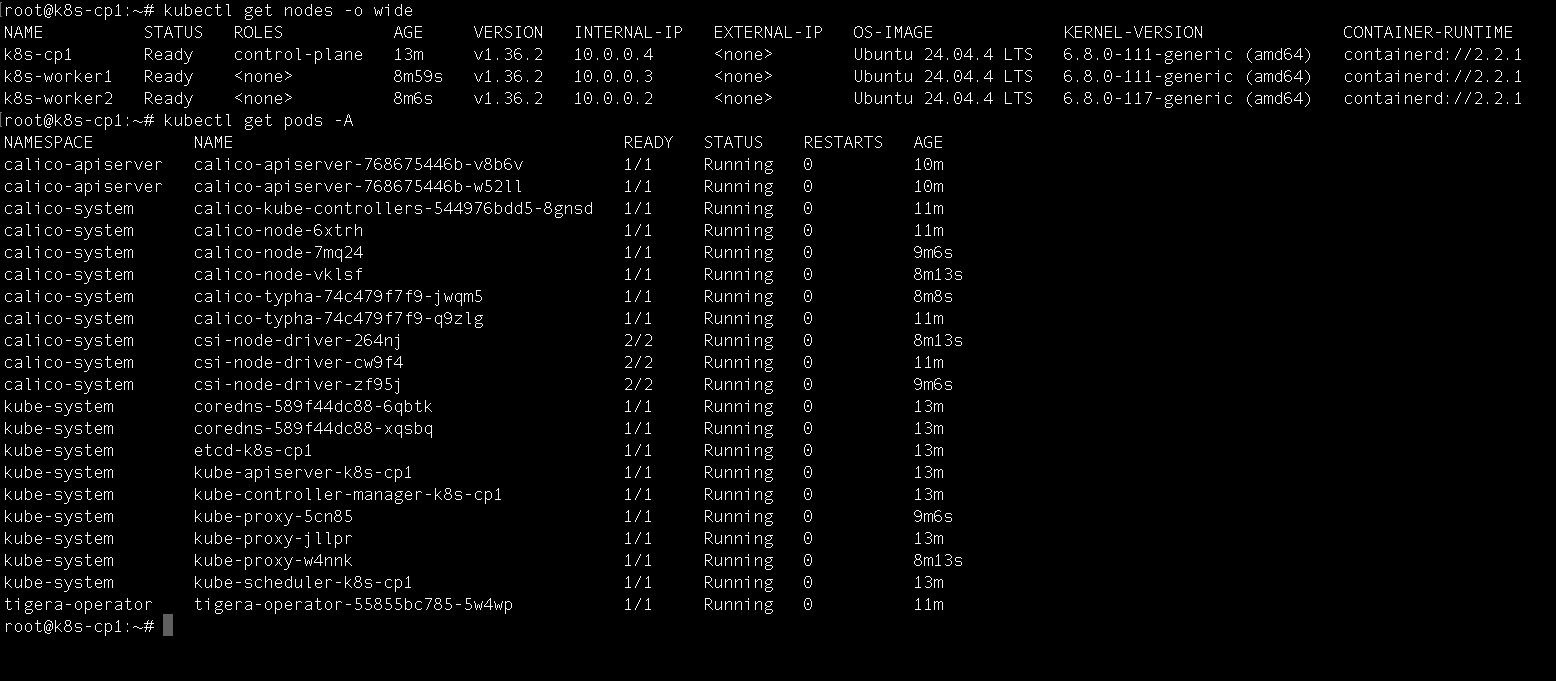 [root@k8s-cp1:~# kubectl get nodes -o wide
NAME STATUS ROLES AGE VERSION INTERNAL-IP EXTERNAL-IP OS-IMAGE KERNEL-VERSION CONTAINER-RUNTIME
k8s-cp1 Ready control-plane 13m v1.36.2 10.0.0.4 <none> Ubuntu 24.04.4 LTS 6.8.0-111-generic (amd64) containerd://2.2.1
k8s-worker1 Ready <none> 8m59s v1.36.2 10.0.0.3 <none> Ubuntu 24.04.4 LTS 6.8.0-111-generic (amd64) containerd://2.2.1
k8s-worker2 Ready <none> 8m6s v1.36.2 10.0.0.2 <none> Ubuntu 24.04.4 LTS 6.8.0-117-generic (amd64) containerd://2.2.1
[root@k8s-cp1:~# kubectl get pods -A
NAMESPACE NAME READY STATUS RESTARTS AGE
calico-apiserver calico-apiserver-768675446b-v8b6v 1/1 Running 0 10m
calico-apiserver calico-apiserver-768675446b-w52ll 1/1 Running 0 10m
calico-system calico-kube-controllers-544976bdd5-8gnsd 1/1 Running 0 11m
calico-system calico-node-6xtrh 1/1 Running 0 11m
calico-system calico-node-7mq24 1/1 Running 0 9m6s
calico-system calico-node-vklsf 1/1 Running 0 8m13s
calico-system calico-typha-74c479f7f9-jwqm5 1/1 Running 0 8m8s
calico-system calico-typha-74c479f7f9-q9zlg 1/1 Running 0 11m
calico-system csi-node-driver-264nj 2/2 Running 0 8m13s
calico-system csi-node-driver-cw9f4 2/2 Running 0 11m
calico-system csi-node-driver-zf95j 2/2 Running 0 9m6s
kube-system coredns-589f44dc88-6qbtk 1/1 Running 0 13m
kube-system coredns-589f44dc88-xqsbq 1/1 Running 0 13m
kube-system etcd-k8s-cp1 1/1 Running 0 13m
kube-system kube-apiserver-k8s-cp1 1/1 Running 0 13m
kube-system kube-controller-manager-k8s-cp1 1/1 Running 0 13m
kube-system kube-proxy-5cn85 1/1 Running 0 9m6s
kube-system kube-proxy-jllpr 1/1 Running 0 13m
kube-system kube-proxy-w4nnk 1/1 Running 0 8m13s
kube-system kube-scheduler-k8s-cp1 1/1 Running 0 13m
tigera-operator tigera-operator-55855bc785-5w4wp 1/1 Running 0 11m
root@k8s-cp1:~#